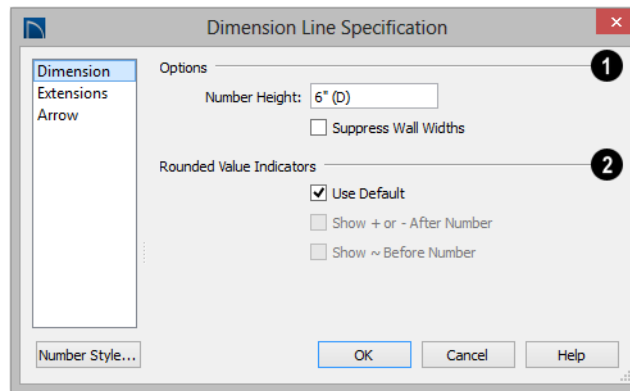 Dimension Line Specification
×
Dimension
Extensions
Arrow
Options
1
Number Height: 6" (D)
Suppress Wall Widths
Rounded Value Indicators
2
Use Default
Show + or - After Number
Show ~ Before Number
Number Style...
OK
Cancel
Help